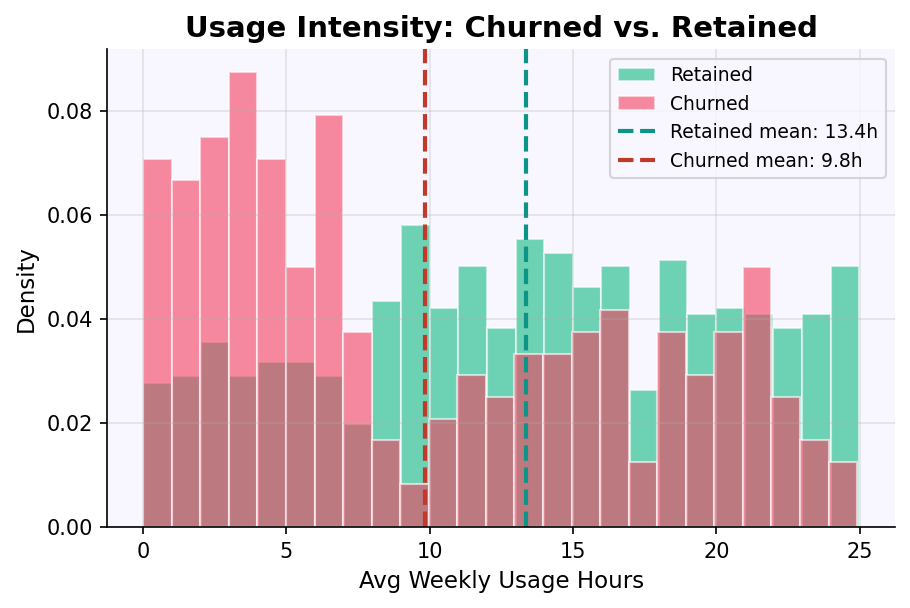 Usage Intensity: Churned vs. Retained
Retained
Churned
Retained mean: 13.4h
Churned mean: 9.8h
Density
0.08
0.06
0.04
0.02
0.00
0 5 10 15 20 25
Avg Weekly Usage Hours